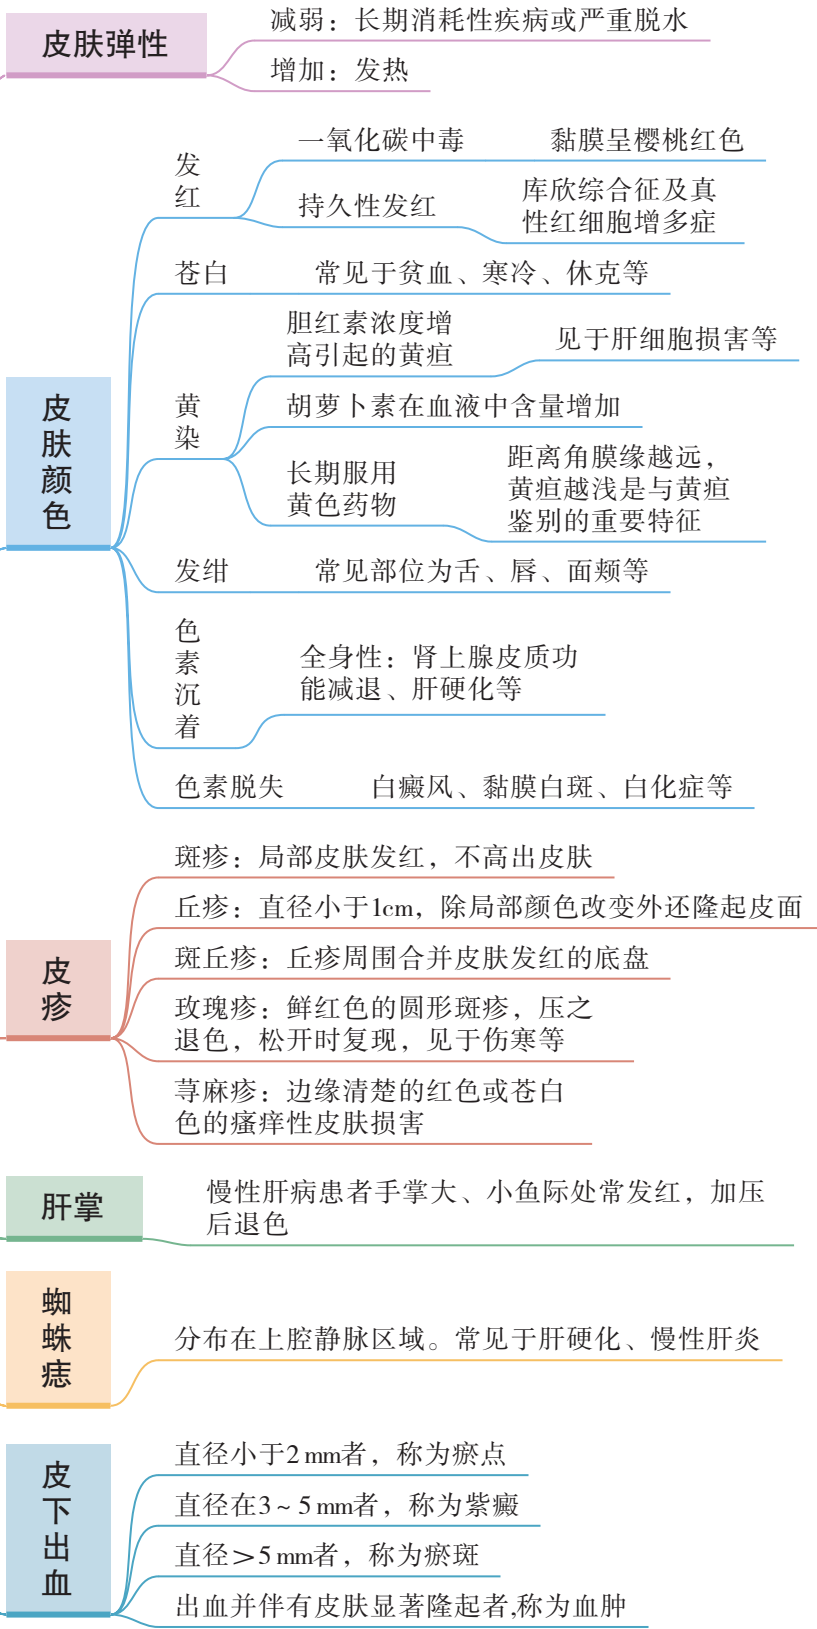 皮肤弹性
减弱：长期消耗性疾病或严重脱水
增加：发热
皮肤颜色
发红
一氧化碳中毒
黏膜呈樱桃红色
持久性发红
库欣综合征及真
性红细胞增多症
苍白
常见于贫血、寒冷、休克等
黄染
胆红素浓度增
高引起的黄疸
见于肝细胞损害等
胡萝卜素在血液中含量增加
长期服用
黄色药物
距离角膜缘越远，
黄疸越浅是与黄疸
鉴别的重要特征
发绀
常见部位为舌、唇、面颊等
色素沉着
全身性：肾上腺皮质功
能减退、肝硬化等
色素脱失
白癜风、黏膜白斑、白化症等
皮疹
斑疹：局部皮肤发红，不高出皮肤
丘疹：直径小于1cm，除局部颜色改变外还隆起皮面
斑丘疹：丘疹周围合并皮肤发红的底盘
玫瑰疹：鲜红色的圆形斑疹，压之
退色，松开时复现，见于伤寒等
荨麻疹：边缘清楚的红色或苍白
色的瘙痒性皮肤损害
肝掌
慢性肝病患者手掌大、小鱼际处常发红，加压
后退色
蜘蛛痣
分布在上腔静脉区域。常见于肝硬化、慢性肝炎
皮下出血
直径小于2 mm者，称为瘀点
直径在3～5 mm者，称为紫癜
直径＞5 mm者，称为瘀斑
出血并伴有皮肤显著隆起者,称为血肿